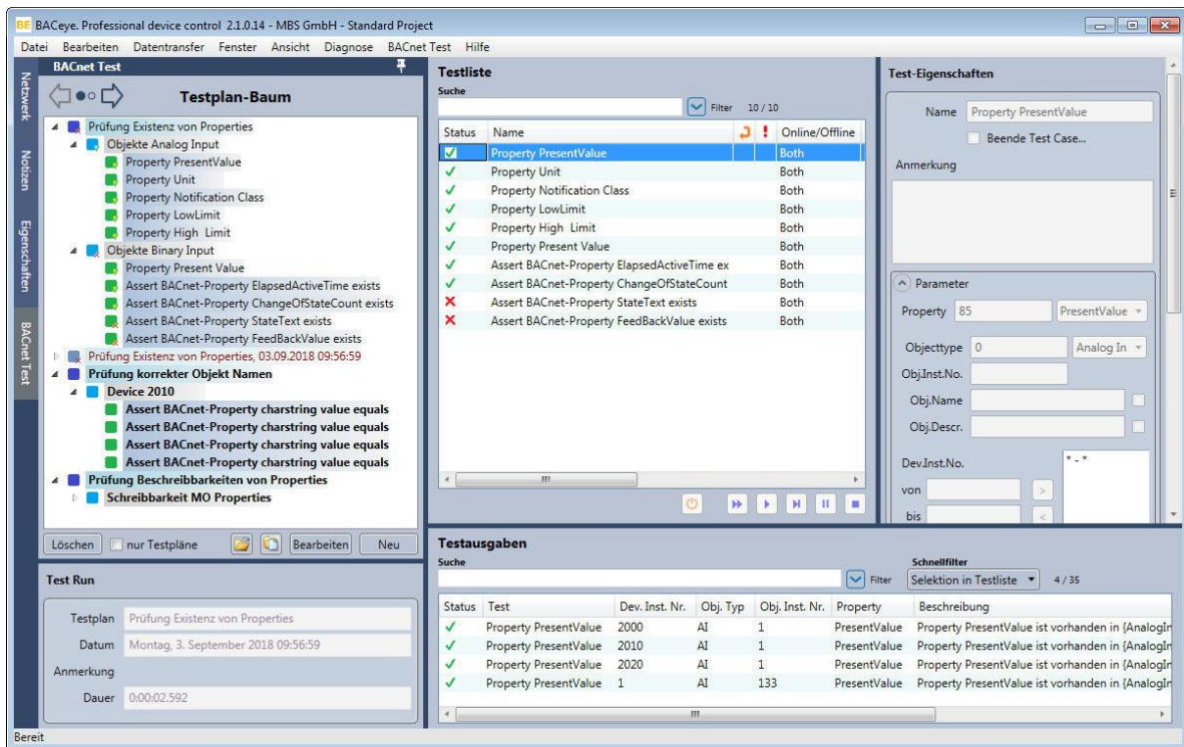 BE BACeye. Professional device control 2.1.0.14 - MBS GmbH - Standard Project
Datei Bearbeiten Datentransfer Fenster Ansicht Diagnose BACnet Test Hilfe
Netzwerk
Notizen
Eigenschaften
BACnet Test
BACnet Test
Testplan-Baum
Prüfung Existenz von Properties
Objekte Analog Input
Property PresentValue
Property Unit
Property Notification Class
Property LowLimit
Property High Limit
Objekte Binary Input
Property Present Value
Assert BACnet-Property ElapsedActiveTime exists
Assert BACnet-Property ChangeOfStateCount exists
Assert BACnet-Property StateText exists
Assert BACnet-Property FeedBackValue exists
Prüfung Existenz von Properties, 03.09.2018 09:56:59
Prüfung korrekter Objekt Namen
Device 2010
Assert BACnet-Property charstring value equals
Assert BACnet-Property charstring value equals
Assert BACnet-Property charstring value equals
Assert BACnet-Property charstring value equals
Prüfung Beschreibbarkeiten von Properties
Schreibbarkeit MO Properties
Löschen nur Testpläne Bearbeiten Neu
Test Run
Testplan Prüfung Existenz von Properties
Datum Montag, 3. September 2018 09:56:59
Anmerkung
Dauer 0:00:02.592
Testliste
Suche
Filter 10 / 10
Status Name Online/Offline
Property PresentValue Both
Property Unit Both
Property Notification Class Both
Property LowLimit Both
Property High Limit Both
Property Present Value Both
Assert BACnet-Property ElapsedActiveTime ex Both
Assert BACnet-Property ChangeOfStateCount Both
Assert BACnet-Property StateText exists Both
Assert BACnet-Property FeedBackValue exists Both
Test-Eigenschaften
Name Property PresentValue
Beende Test Case...
Anmerkung
Parameter
Property 85 PresentValue
Objecttype 0 Analog In
Obj.Inst.No.
Obj.Name
Obj.Descr.
Dev.Inst.No. * - *
von >
bis <
Testausgaben
Suche Schnellfilter
Filter Selektion in Testliste 4 / 35
Status Test Dev. Inst. Nr. Obj. Typ Obj. Inst. Nr. Property Beschreibung
Property PresentValue 2000 AI 1 PresentValue Property PresentValue ist vorhanden in {AnalogIn
Property PresentValue 2010 AI 1 PresentValue Property PresentValue ist vorhanden in {AnalogIn
Property PresentValue 2020 AI 1 PresentValue Property PresentValue ist vorhanden in {AnalogIn
Property PresentValue 1 AI 133 PresentValue Property PresentValue ist vorhanden in {AnalogIn
Bereit